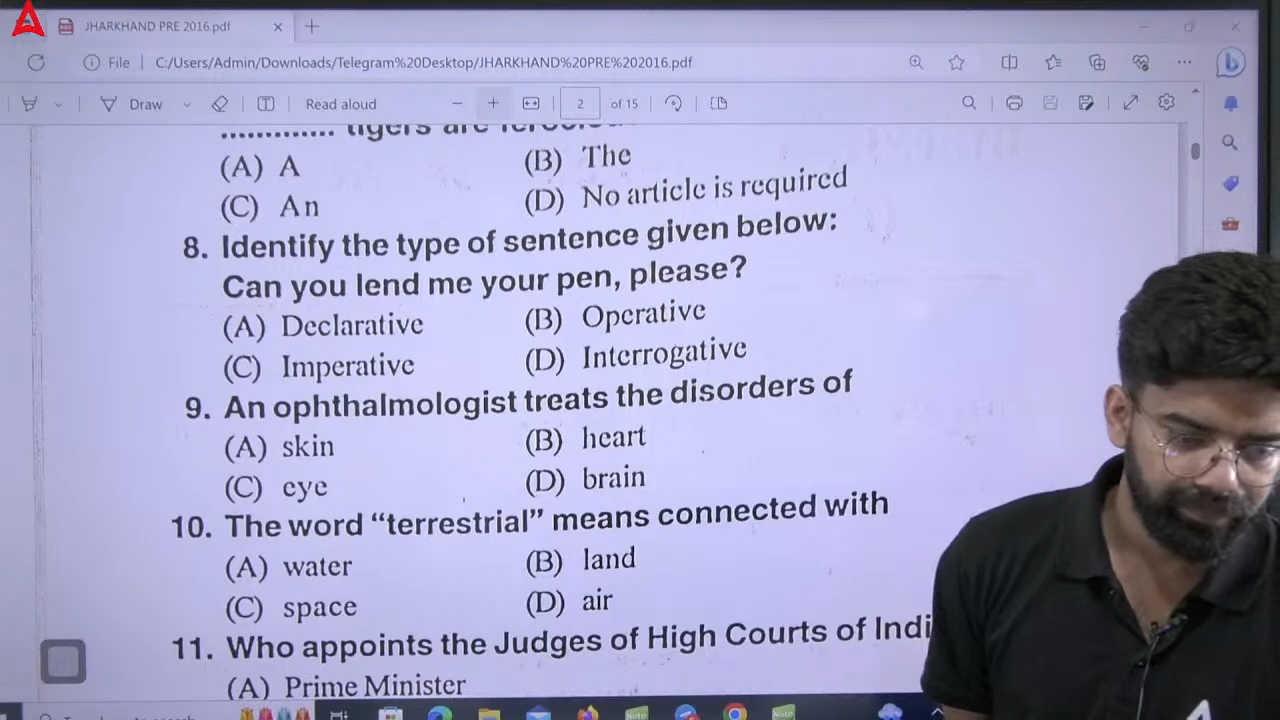 JHARKHAND PRE 2016.pdf
File C:/Users/Admin/Downloads/Telegram%20Desktop/JHARKHAND%20PRE%202016.pdf
Draw Read aloud 2 of 15
............. tigers are
(A) A (B) The
(C) An (D) No article is required
8. Identify the type of sentence given below:
Can you lend me your pen, please?
(A) Declarative (B) Operative
(C) Imperative (D) Interrogative
9. An ophthalmologist treats the disorders of
(A) skin (B) heart
(C) eye (D) brain
10. The word “terrestrial” means connected with
(A) water (B) land
(C) space (D) air
11. Who appoints the Judges of High Courts of Indi
(A) Prime Minister